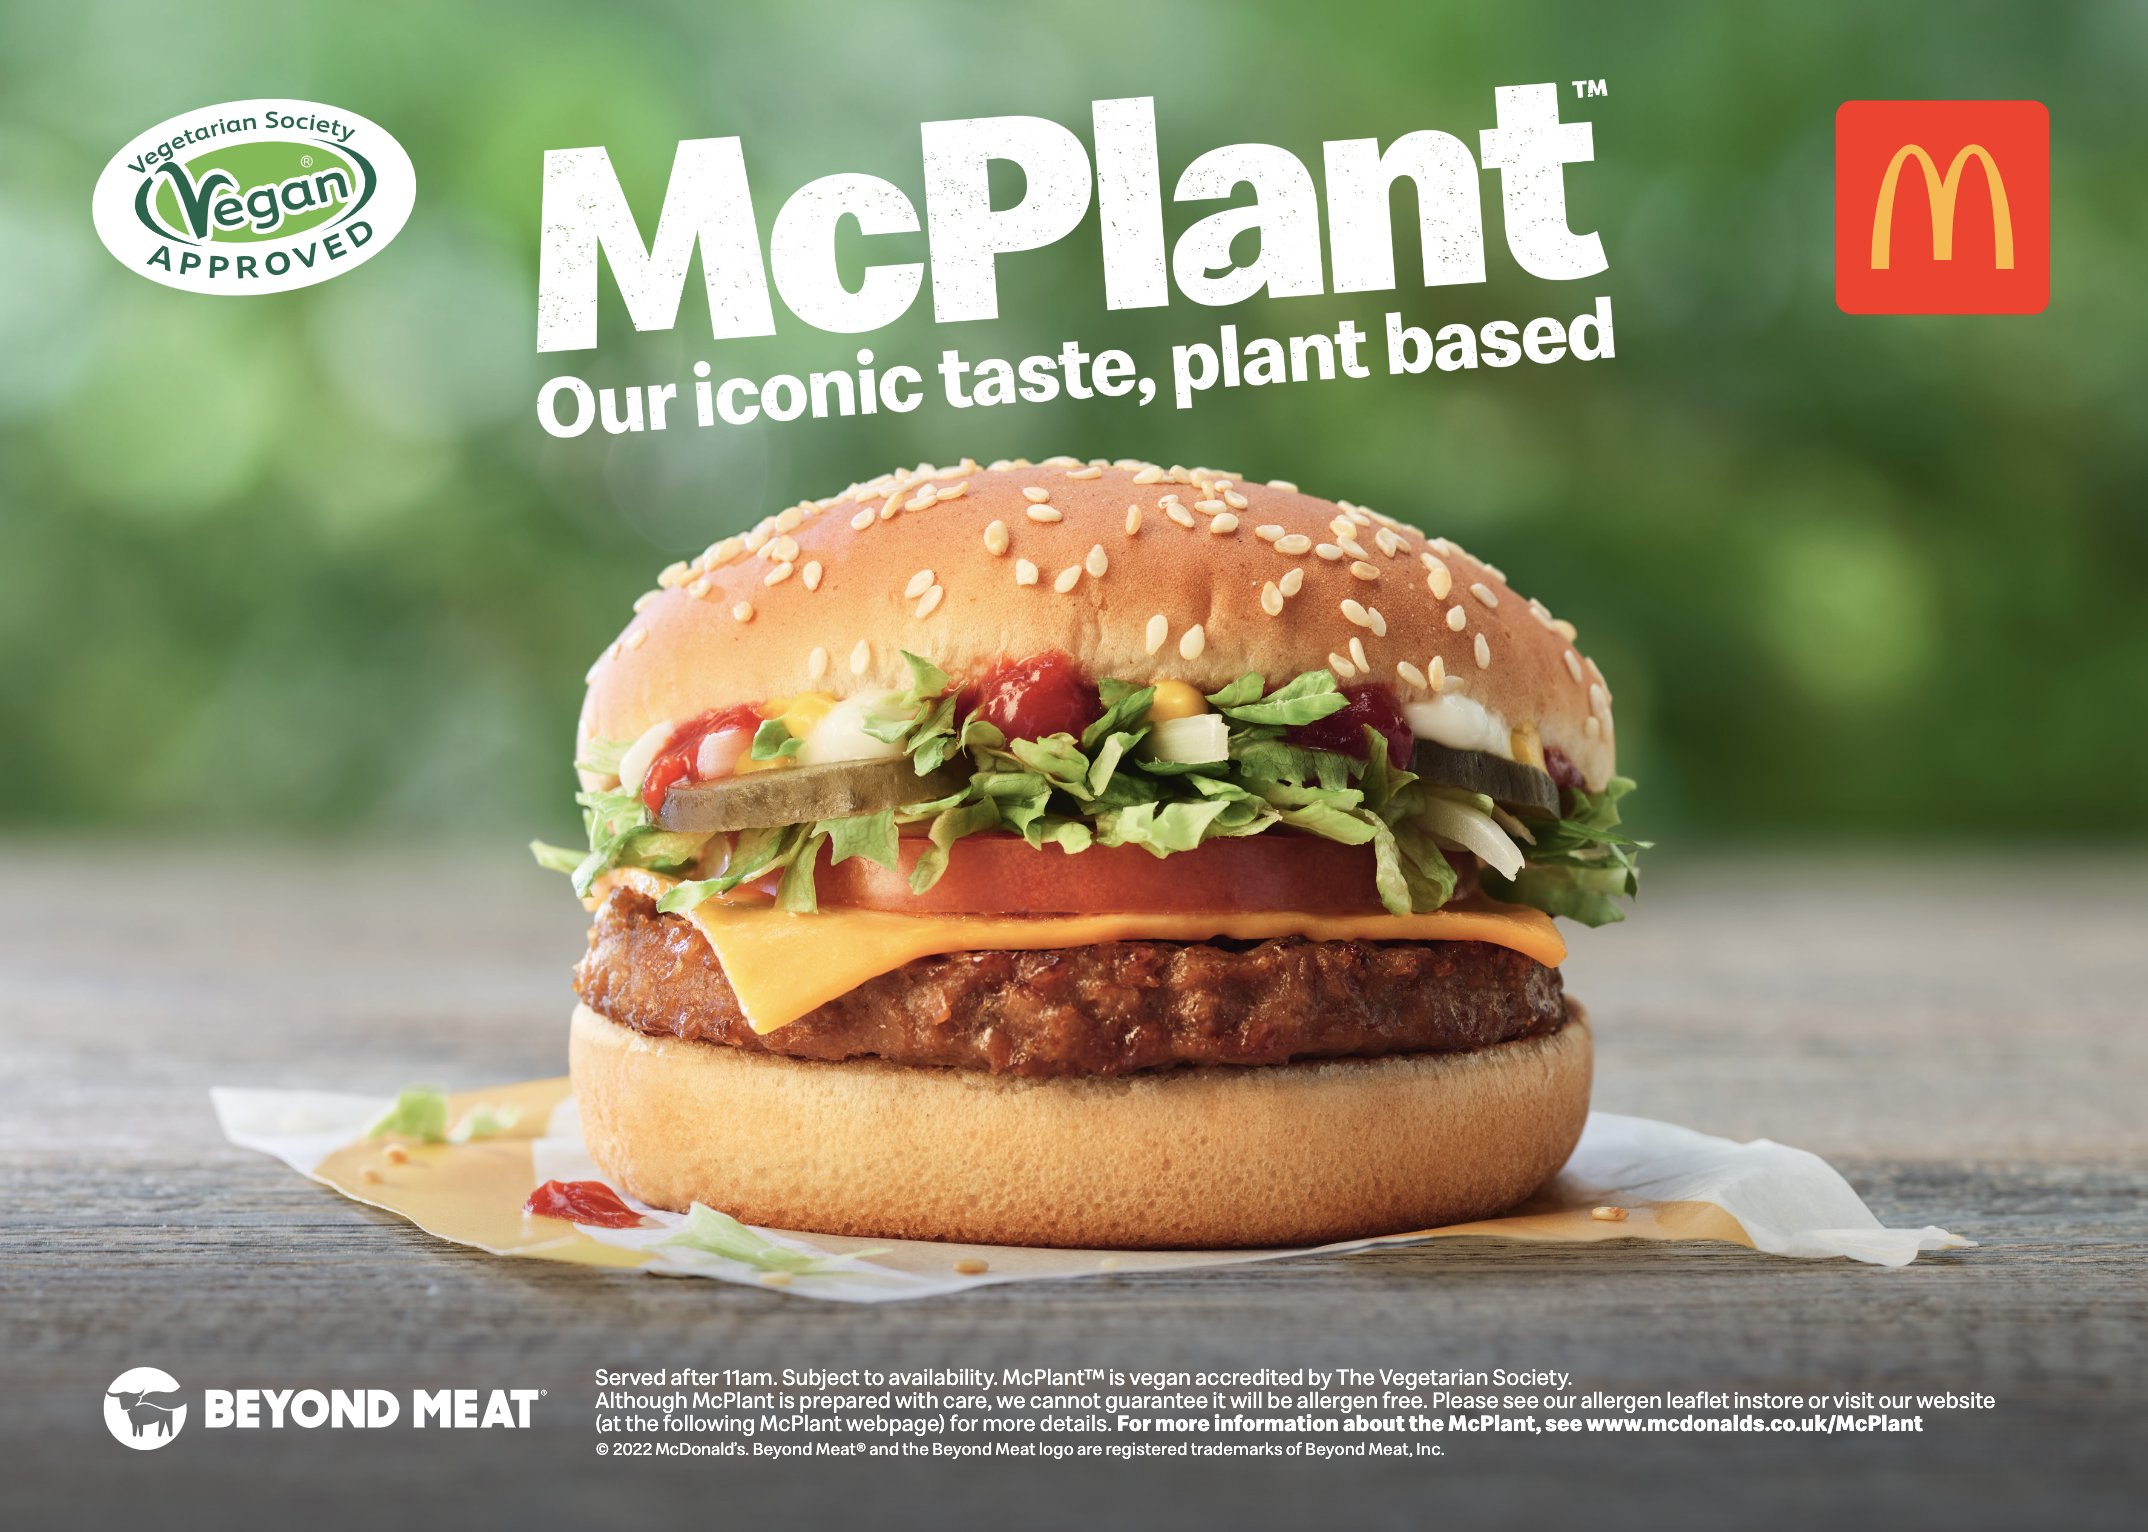 Vegetarian Society
Vegan®
APPROVED
McPlant™
Our iconic taste, plant based
M
BEYOND MEAT®
Served after 11am. Subject to availability. McPlant™ is vegan accredited by The Vegetarian Society.
Although McPlant is prepared with care, we cannot guarantee it will be allergen free. Please see our allergen leaflet instore or visit our website
(at the following McPlant webpage) for more details. For more information about the McPlant, see www.mcdonalds.co.uk/McPlant
© 2022 McDonald's. Beyond Meat® and the Beyond Meat logo are registered trademarks of Beyond Meat, Inc.